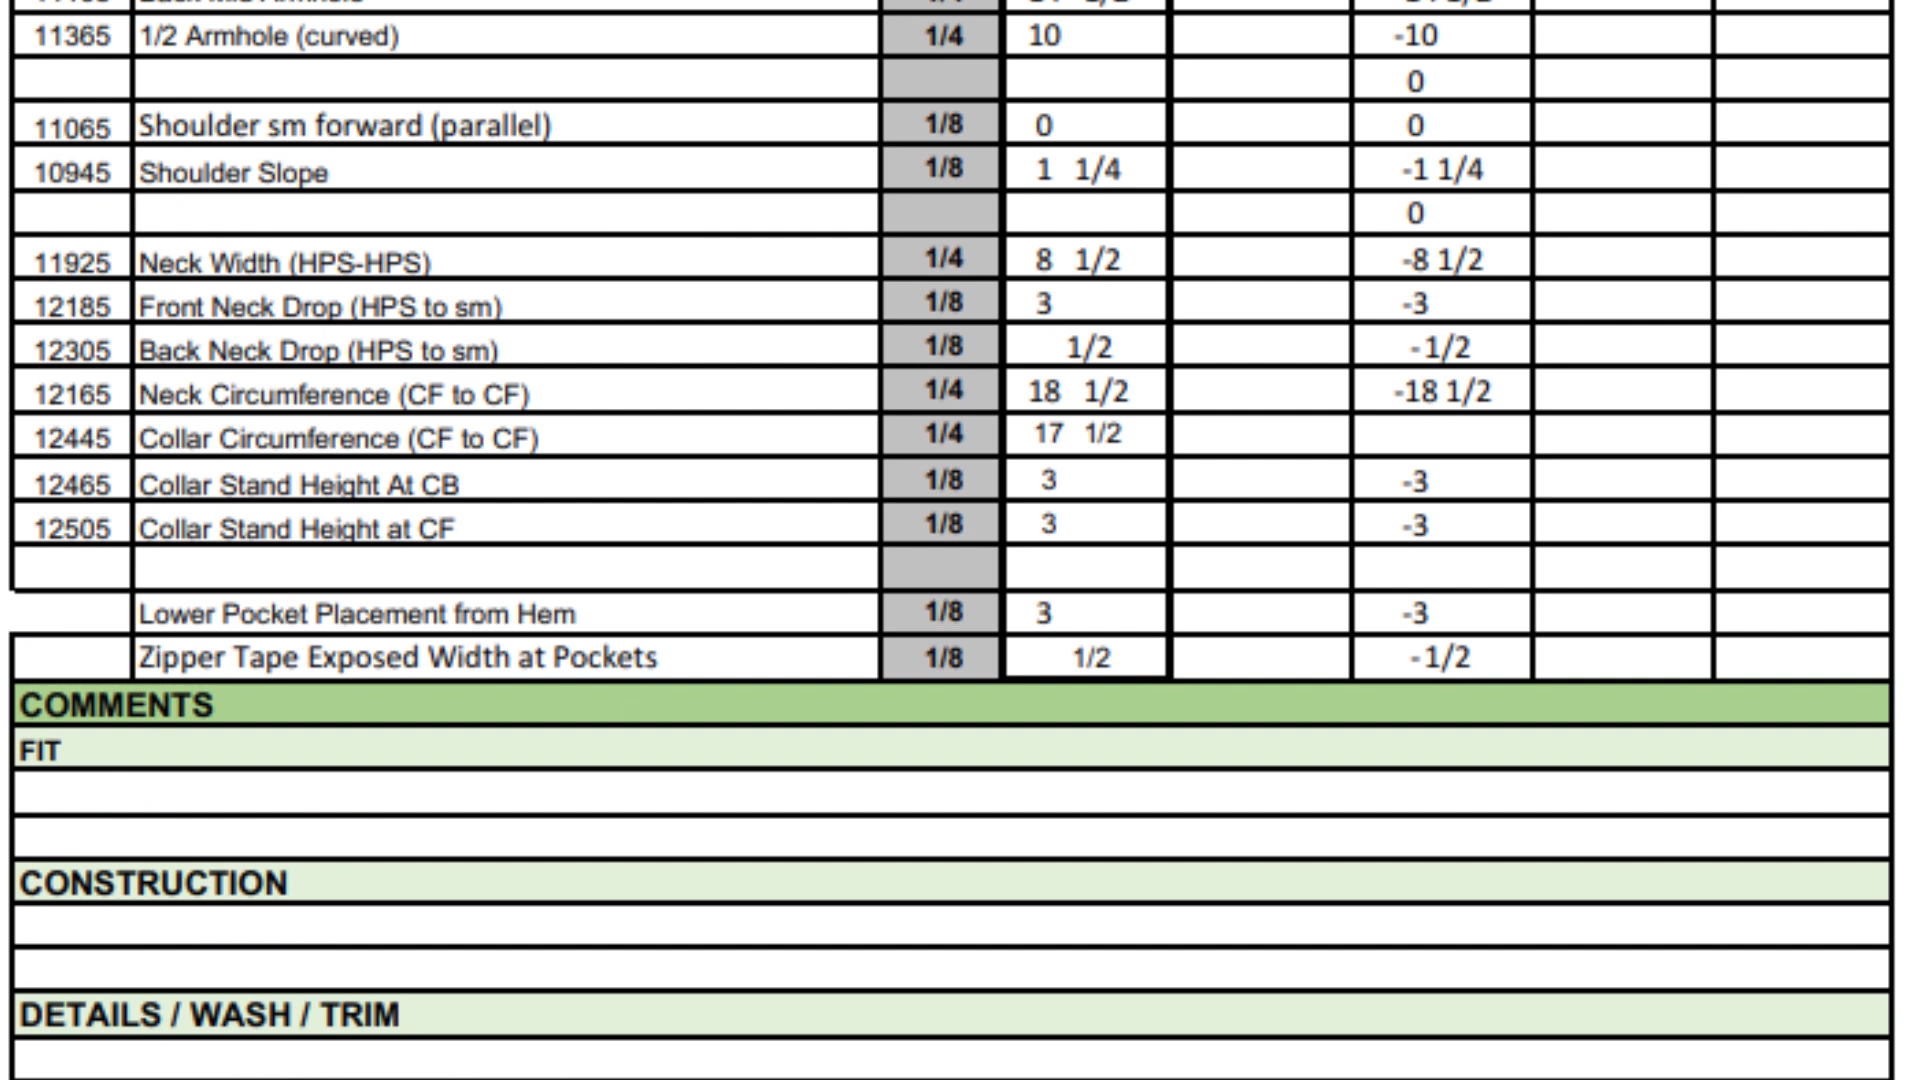 11365 1/2 Armhole (curved) 1/4 10 -10
0
11065 Shoulder sm forward (parallel) 1/8 0 0
10945 Shoulder Slope 1/8 1 1/4 -1 1/4
0
11925 Neck Width (HPS-HPS) 1/4 8 1/2 -8 1/2
12185 Front Neck Drop (HPS to sm) 1/8 3 -3
12305 Back Neck Drop (HPS to sm) 1/8 1/2 - 1/2
12165 Neck Circumference (CF to CF) 1/4 18 1/2 -18 1/2
12445 Collar Circumference (CF to CF) 1/4 17 1/2
12465 Collar Stand Height At CB 1/8 3 -3
12505 Collar Stand Height at CF 1/8 3 -3
Lower Pocket Placement from Hem 1/8 3 -3
Zipper Tape Exposed Width at Pockets 1/8 1/2 - 1/2
COMMENTS
FIT
CONSTRUCTION
DETAILS / WASH / TRIM